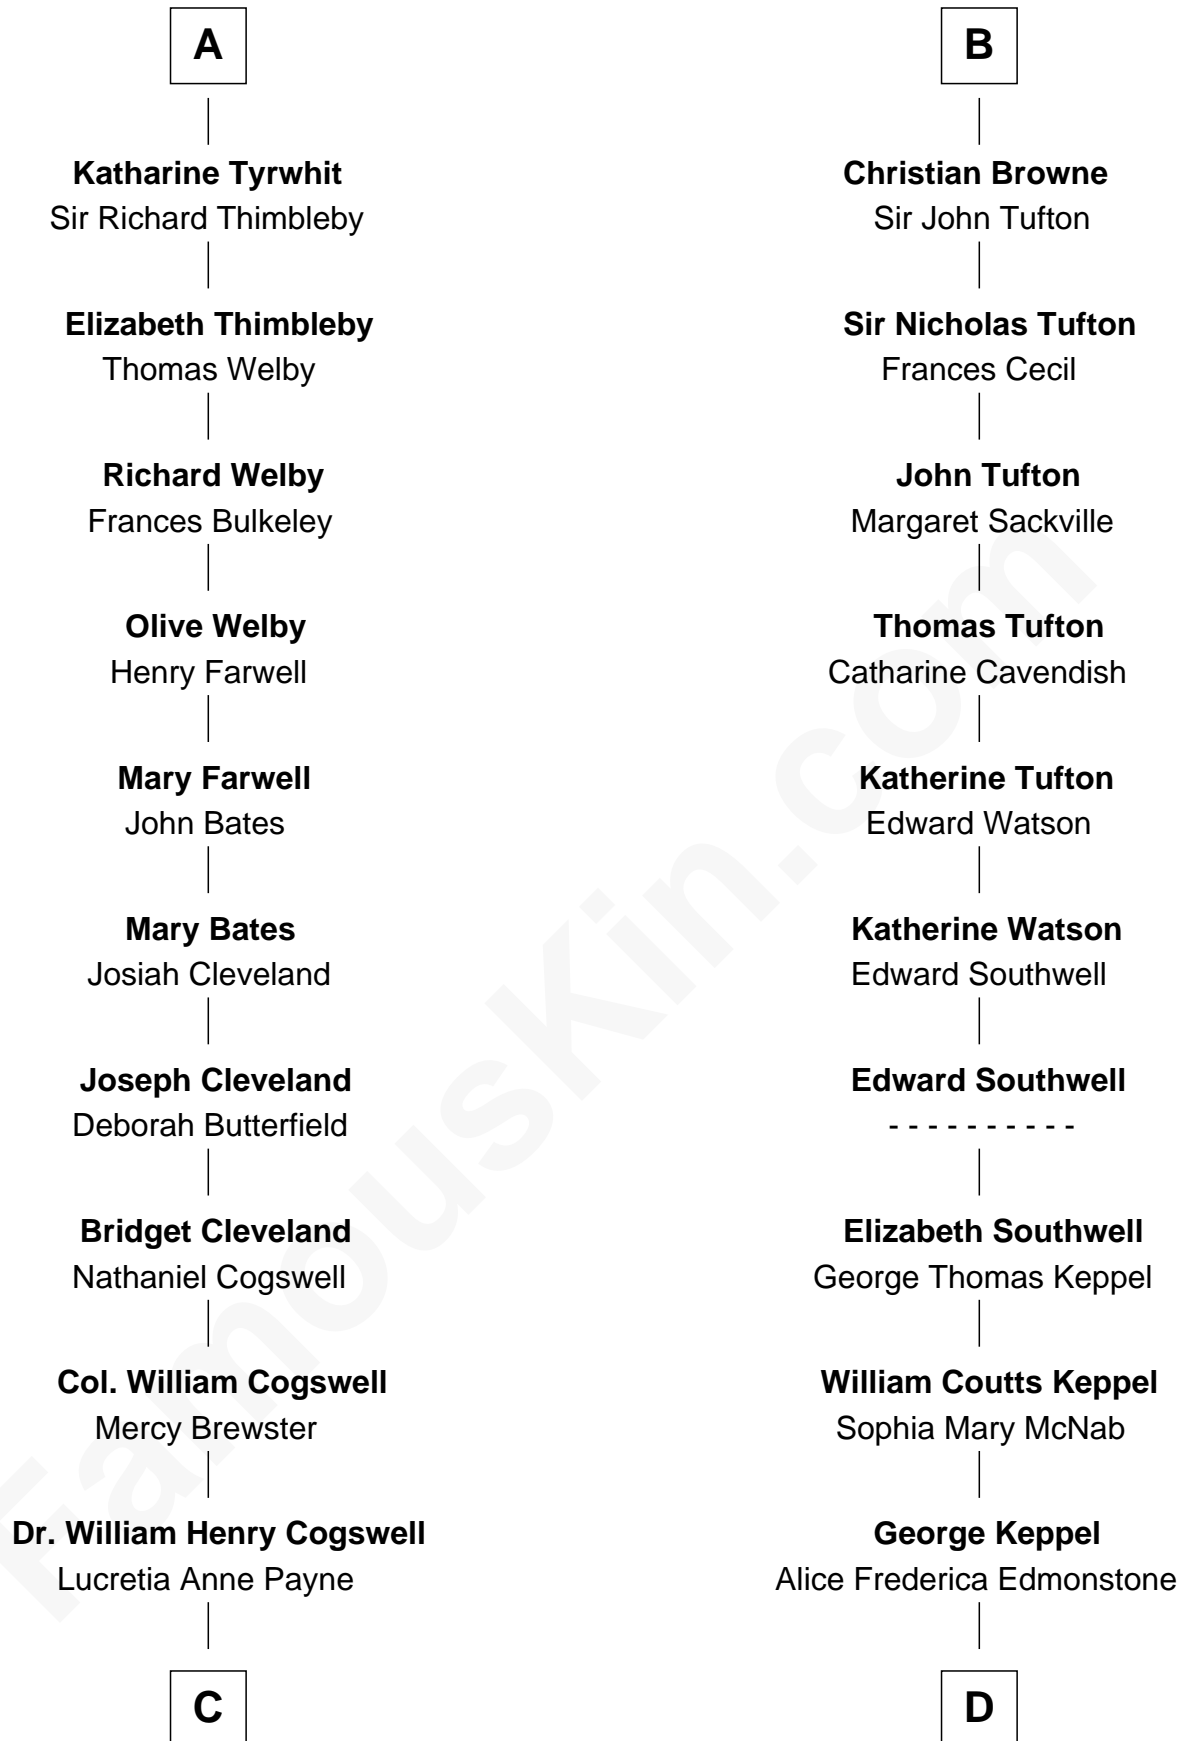 A
Katharine Tyrwhit
Sir Richard Thimbleby
Elizabeth Thimbleby
Thomas Welby
Richard Welby
Frances Bulkeley
Olive Welby
Henry Farwell
Mary Farwell
John Bates
Mary Bates
Josiah Cleveland
Joseph Cleveland
Deborah Butterfield
Bridget Cleveland
Nathaniel Cogswell
Col. William Cogswell
Mercy Brewster
Dr. William Henry Cogswell
Lucretia Anne Payne
C
B
Christian Browne
Sir John Tufton
Sir Nicholas Tufton
Frances Cecil
John Tufton
Margaret Sackville
Thomas Tufton
Catharine Cavendish
Katherine Tufton
Edward Watson
Katherine Watson
Edward Southwell
Edward Southwell
- - - - - - - - - -
Elizabeth Southwell
George Thomas Keppel
William Coutts Keppel
Sophia Mary McNab
George Keppel
Alice Frederica Edmonstone
D
FamousKin.com